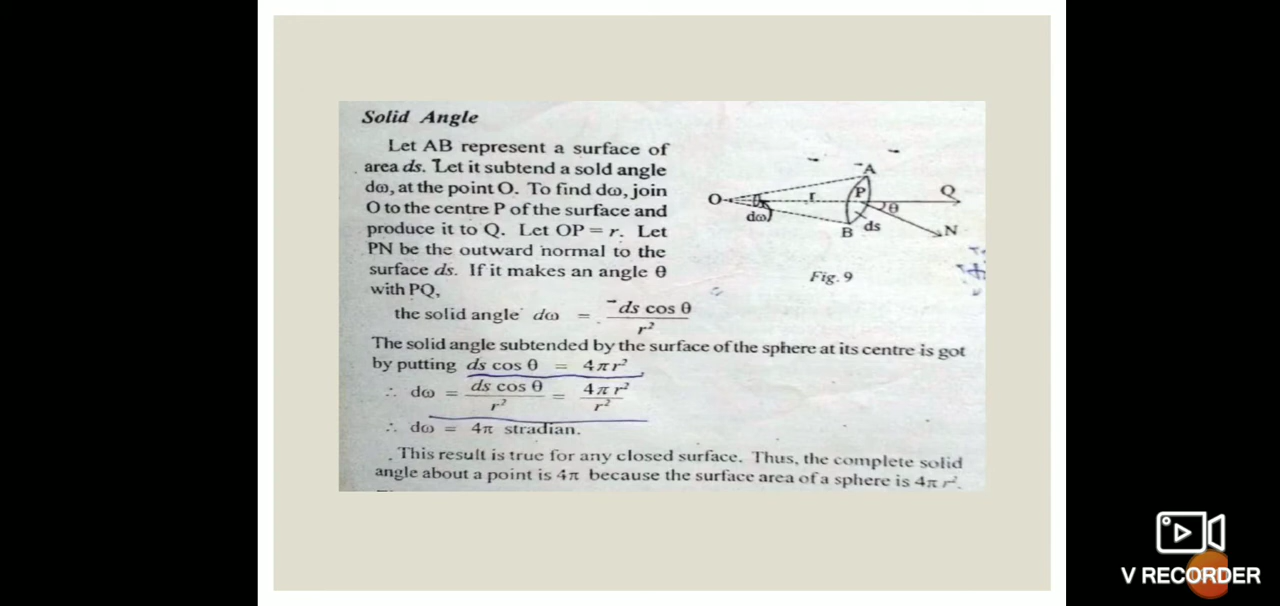 Solid Angle
Let AB represent a surface of
area ds. Let it subtend a sold angle
dω, at the point O. To find dω, join
O to the centre P of the surface and
produce it to Q. Let OP = r. Let
PN be the outward normal to the
surface ds. If it makes an angle θ
with PQ,
the solid angle dω = ds cos θ / r²
O
dω
r
A
P
B
ds
θ
Q
N
Fig. 9
The solid angle subtended by the surface of the sphere at its centre is got
by putting ds cos θ = 4πr²
∴ dω = ds cos θ / r² = 4πr² / r²
∴ dω = 4π stradian.
This result is true for any closed surface. Thus, the complete solid
angle about a point is 4π because the surface area of a sphere is 4πr².
V RECORDER